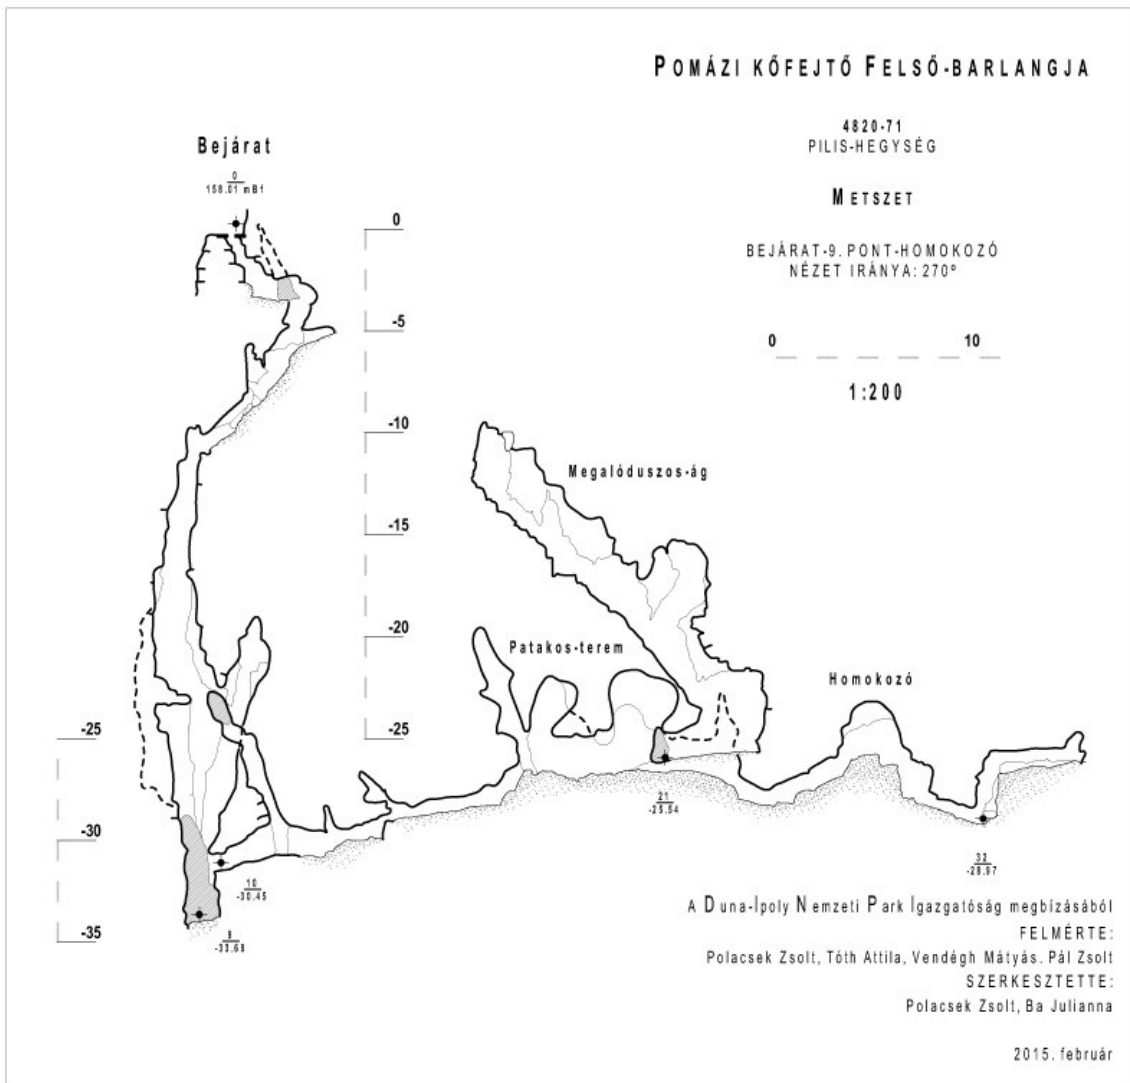 POMÁZI KŐFEJTŐ FELSŐ-BARLANGJA
4820-71
PILIS-HEGYSÉG
METSZET
BEJÁRAT-9. PONT-HOMOKOZÓ
NÉZET IRÁNYA: 270º
0 10
1:200
Bejárat
0
158.01 mBf
0
-5
-10
-15
-20
-25
-25
-30
-35
Megalóduszos-ág
Patakos-terem
Homokozó
21
-25.54
32
-28.97
10
-30.45
9
-33.69
A Duna-Ipoly Nemzeti Park Igazgatóság megbízásából
FELMÉRTE:
Polacsek Zsolt, Tóth Attila, Vendégh Mátyás. Pál Zsolt
SZERKESZTETTE:
Polacsek Zsolt, Ba Julianna
2015. február